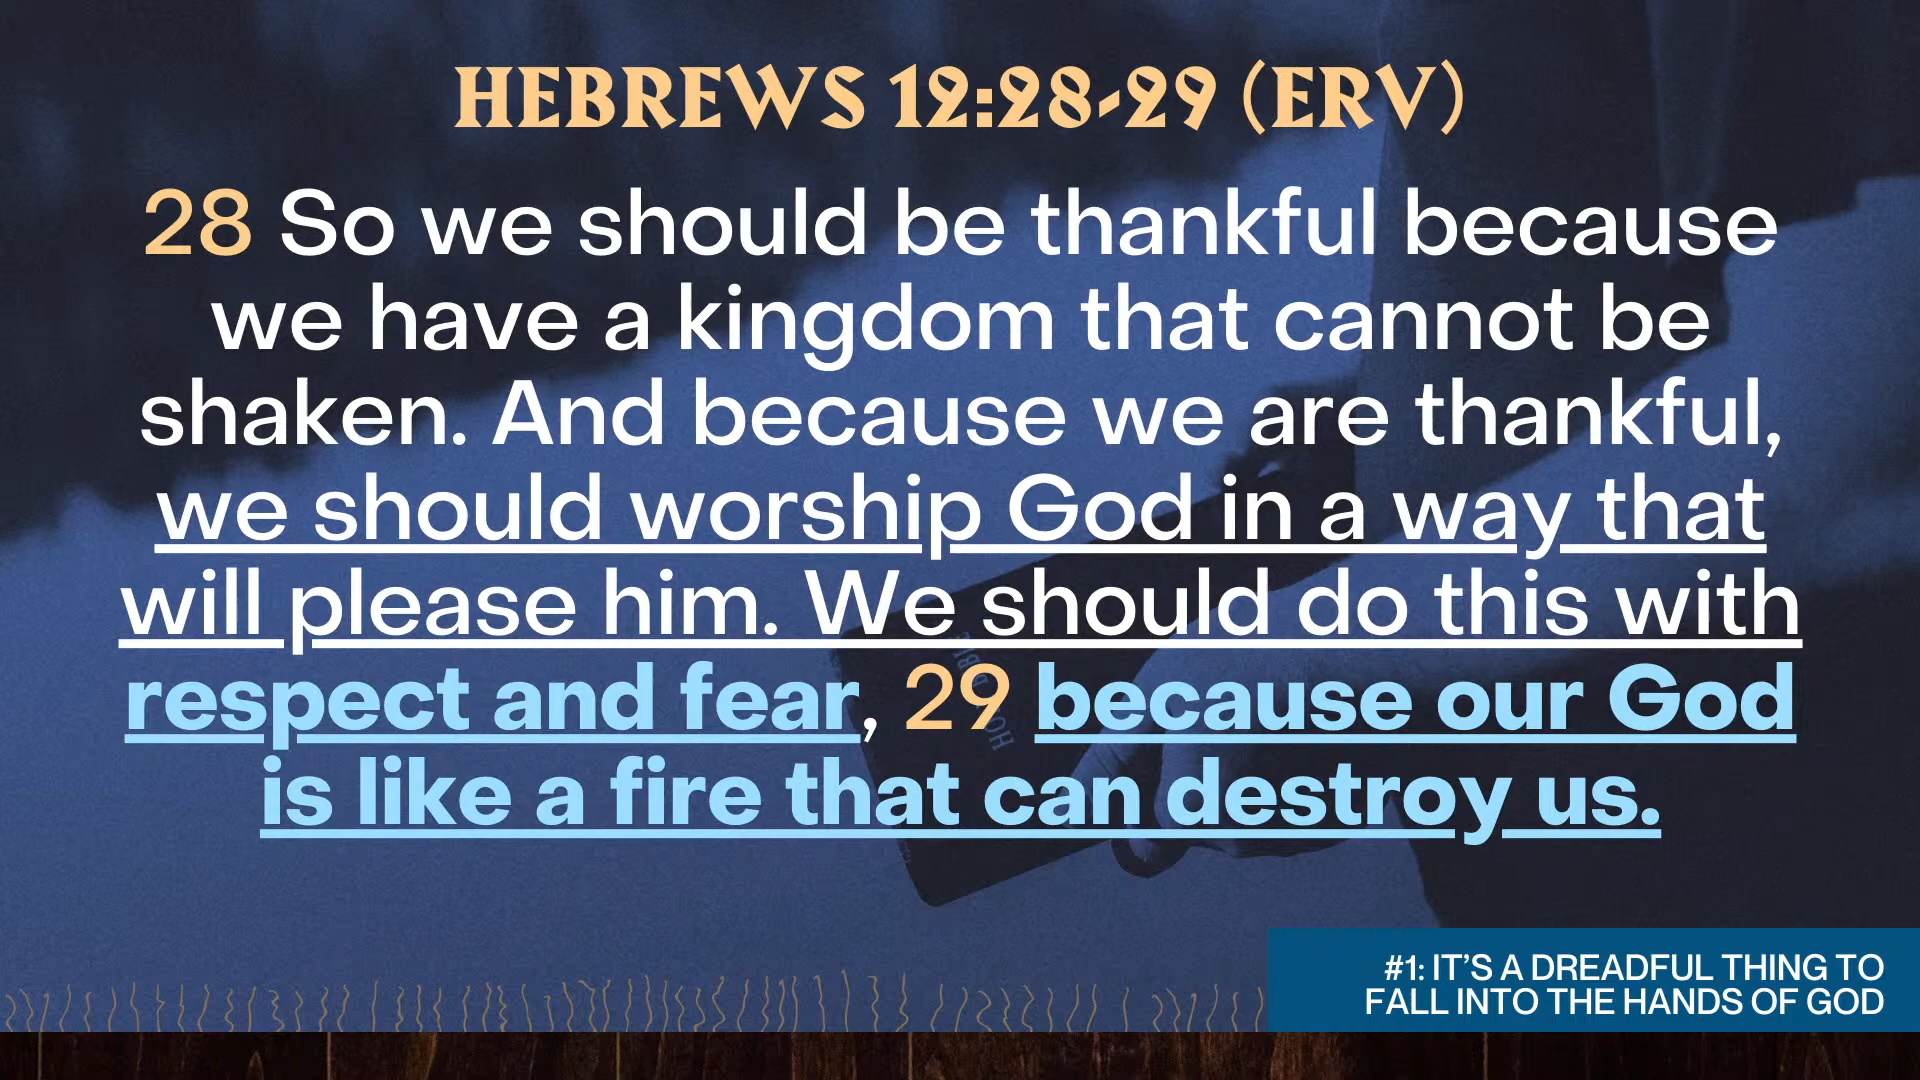 HEBREWS 12:28-29 (ERV)
28 So we should be thankful because
we have a kingdom that cannot be
shaken. And because we are thankful,
we should worship God in a way that
will please him. We should do this with
respect and fear, 29 because our God
is like a fire that can destroy us.
#1: IT'S A DREADFUL THING TO
FALL INTO THE HANDS OF GOD